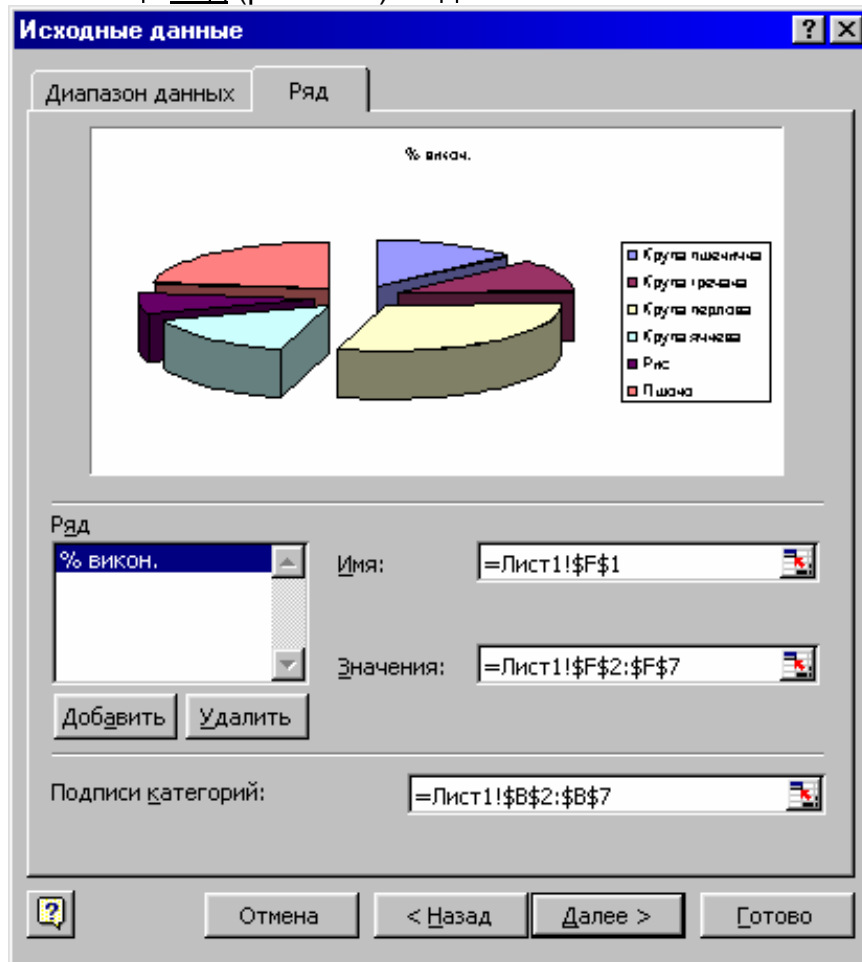 Исходные данные
Диапазон данных Ряд
% викон.
Крупа пшенична
Крупа гречана
Крупа перлова
Крупа ячнева
Рис
Пшоно
Ряд
% викон.
Имя: =Лист1!$F$1
Значения: =Лист1!$F$2:$F$7
Добавить Удалить
Подписи категорий: =Лист1!$B$2:$B$7
Отмена < Назад Далее > Готово